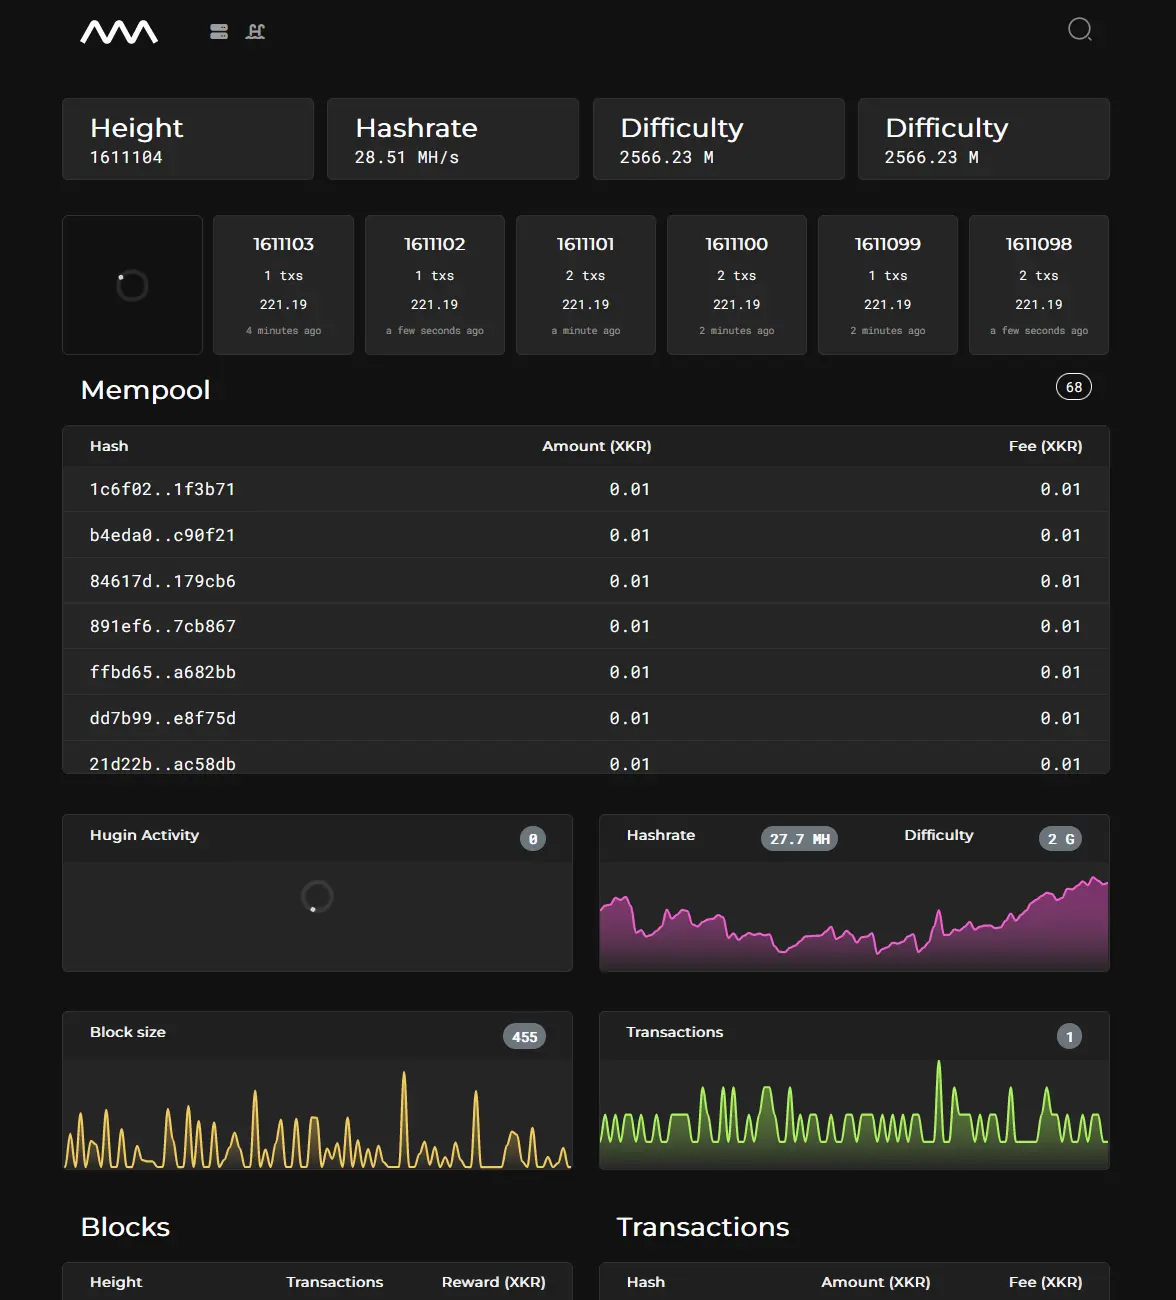 Height
1611104
Hashrate
28.51 MH/s
Difficulty
2566.23 M
Difficulty
2566.23 M
1611103
1 txs
221.19
4 minutes ago
1611102
1 txs
221.19
a few seconds ago
1611101
2 txs
221.19
a minute ago
1611100
2 txs
221.19
2 minutes ago
1611099
1 txs
221.19
2 minutes ago
1611098
2 txs
221.19
a few seconds ago
Mempool 68
Hash Amount (XKR) Fee (XKR)
1c6f02..1f3b71 0.01 0.01
b4eda0..c90f21 0.01 0.01
84617d..179cb6 0.01 0.01
891ef6..7cb867 0.01 0.01
ffbd65..a682bb 0.01 0.01
dd7b99..e8f75d 0.01 0.01
21d22b..ac58db 0.01 0.01
Hugin Activity 0
Hashrate 27.7 MH Difficulty 2 G
Block size 455
Transactions 1
Blocks
Height Transactions Reward (XKR)
Transactions
Hash Amount (XKR) Fee (XKR)